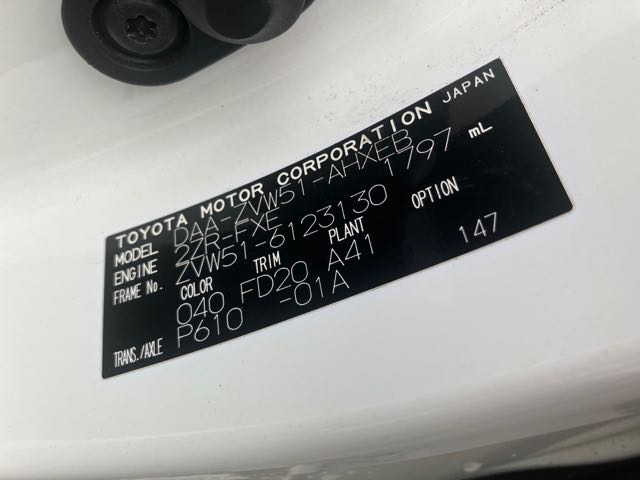 TOYOTA MOTOR CORPORATION JAPAN
MODEL DAA-ZVW51-AHXEB
ENGINE 2ZR-FXE 1797 mL
FRAME No. ZVW51-6123130
COLOR TRIM PLANT OPTION
040 FD20 A41 147
TRANS./AXLE P610 -01A